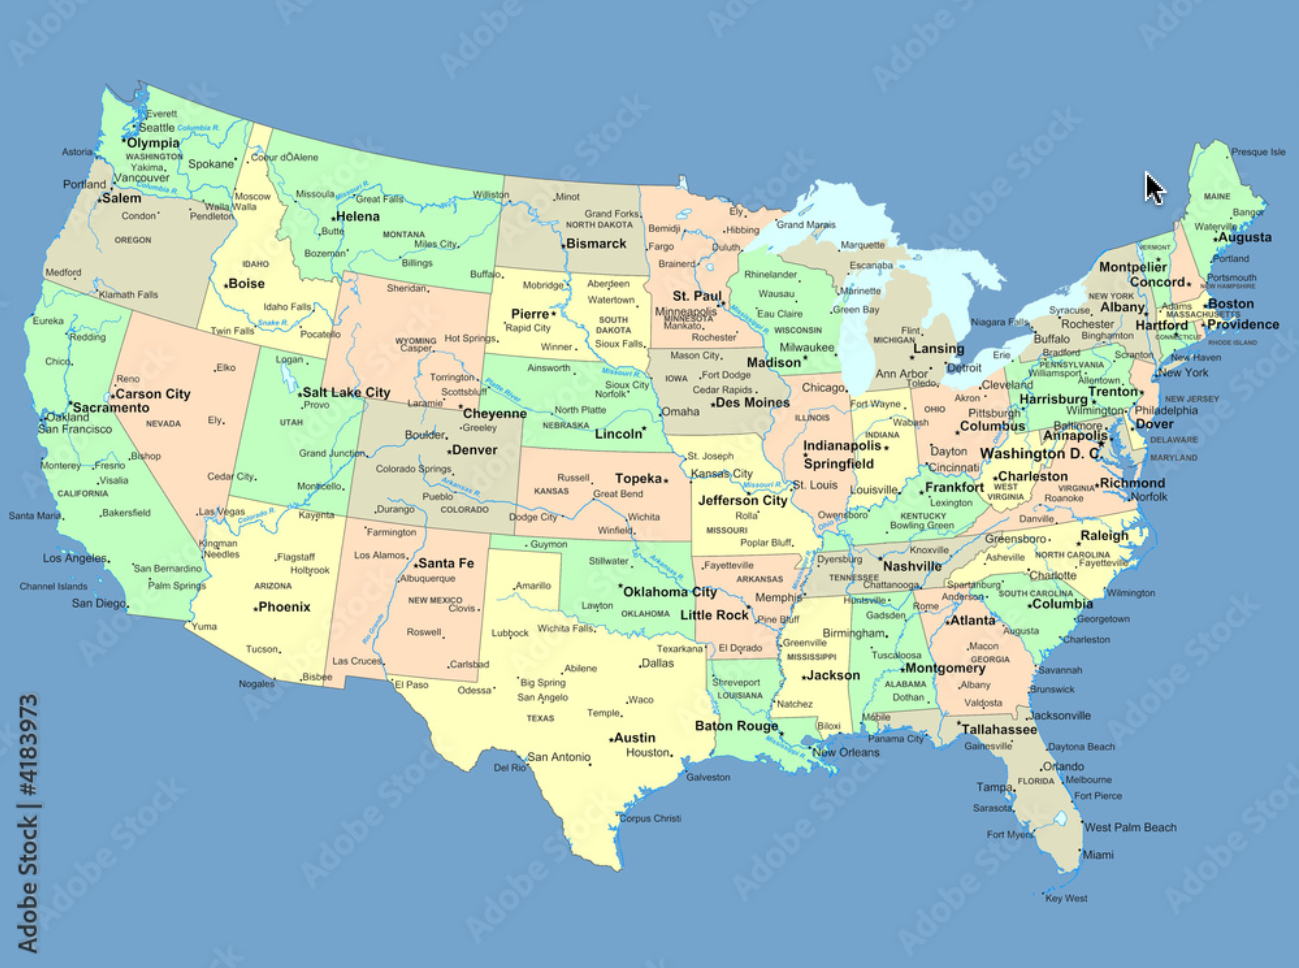 Everett
Seattle
Columbia R.
Olympia
Astoria
WASHINGTON
Spokane
Coeur dÕAlene
Yakima
Portland
Vancouver
Columbia R.
Salem
Moscow
Walla Walla
Condon
Pendleton
OREGON
Medford
Klamath Falls
Missoula
Missouri R.
Great Falls
Williston
Helena
Butte
MONTANA
Miles City
Bozeman
Billings
IDAHO
Boise
Idaho Falls
Snake R.
Twin Falls
Pocatello
Minot
Grand Forks
NORTH DAKOTA
Bismarck
Fargo
Buffalo
Sheridan
Mobridge
Aberdeen
Watertown
Pierre
Rapid City
SOUTH DAKOTA
Hot Springs
Winner
Sioux Falls
WYOMING
Casper
Torrington
Scottsbluff
Laramie
Cheyenne
Ainsworth
Missouri R.
Platte River
Sioux City
Norfolk
North Platte
NEBRASKA
Lincoln
Omaha
Bemidji
Ely
Hibbing
Duluth
Grand Marais
Brainerd
St. Paul
Minneapolis
MINNESOTA
Mankato
Rochester
Mississippi R.
Marquette
Escanaba
Rhinelander
Wausau
Marinette
Eau Claire
Green Bay
WISCONSIN
Milwaukee
Madison
Flint
MICHIGAN
Lansing
Ann Arbor
Detroit
Toledo
Mason City
Fort Dodge
IOWA
Cedar Rapids
Des Moines
Chicago
ILLINOIS
Springfield
Fort Wayne
Wabash
INDIANA
Indianapolis
OHIO
Akron
Cleveland
Columbus
Dayton
Cincinnati
Presque Isle
MAINE
Bangor
Waterville
Augusta
Portland
VERMONT
Montpelier
Concord
Portsmouth
NEW HAMPSHIRE
NEW YORK
Albany
Adams
Boston
MASSACHUSETTS
Syracuse
Niagara Falls
Rochester
Buffalo
Binghamton
Hartford
Providence
CONNECTICUT
RHODE ISLAND
New Haven
New York
Erie
Bradford
Scranton
PENNSYLVANIA
Williamsport
Allentown
Trenton
Harrisburg
NEW JERSEY
Pittsburgh
Wilmington
Philadelphia
Baltimore
Dover
Annapolis
DELAWARE
Washington D. C.
MARYLAND
Charleston
WEST VIRGINIA
VIRGINIA
Richmond
Roanoke
Norfolk
Danville
Eureka
Redding
Chico
Reno
Carson City
Sacramento
Oakland
San Francisco
NEVADA
Elko
Ely
Monterey
Fresno
Bishop
Visalia
CALIFORNIA
Bakersfield
Santa Maria
Las Vegas
Los Angeles
San Bernardino
Palm Springs
Channel Islands
San Diego
Logan
Salt Lake City
Provo
UTAH
Grand Junction
Cedar City
Monticello
Colorado R.
Kayenta
Kingman
Needles
Flagstaff
Holbrook
ARIZONA
Phoenix
Yuma
Tucson
Nogales
Bisbee
Greeley
Boulder
Denver
Colorado Springs
Arkansas R.
Pueblo
COLORADO
Durango
Farmington
Los Alamos
Santa Fe
Albuquerque
NEW MEXICO
Clovis
Rio Grande
Roswell
Las Cruces
Carlsbad
Russell
Topeka
KANSAS
Great Bend
Dodge City
Wichita
Winfield
Guymon
Stillwater
Arkansas R.
Oklahoma City
Lawton
OKLAHOMA
Amarillo
Lubbock
Wichita Falls
Texarkana
El Paso
Odessa
Big Spring
San Angelo
Abilene
Dallas
TEXAS
Temple
Waco
Austin
Houston
San Antonio
Del Rio
Galveston
Corpus Christi
St. Joseph
Kansas City
Missouri R.
Jefferson City
St. Louis
Rolla
MISSOURI
Poplar Bluff
Fayetteville
ARKANSAS
Little Rock
Pine Bluff
El Dorado
Louisville
Frankfort
Lexington
Owensboro
KENTUCKY
Bowling Green
Ohio R.
Dyersburg
Nashville
Knoxville
TENNESSEE
Chattanooga
Memphis
Mississippi R.
Greensboro
Raleigh
Asheville
NORTH CAROLINA
Fayetteville
Charlotte
Wilmington
Spartanburg
SOUTH CAROLINA
Anderson
Columbia
Georgetown
Charleston
Huntsville
Gadsden
Birmingham
Tuscaloosa
Montgomery
ALABAMA
Dothan
Mobile
Rome
Atlanta
Augusta
Macon
GEORGIA
Albany
Valdosta
Savannah
Brunswick
Greenville
MISSISSIPPI
Jackson
Natchez
Biloxi
Shreveport
LOUISIANA
Baton Rouge
Mississippi R.
New Orleans
Panama City
Tallahassee
Jacksonville
Gainesville
Daytona Beach
Orlando
FLORIDA
Melbourne
Tampa
Fort Pierce
Sarasota
West Palm Beach
Fort Myers
Miami
Key West
Adobe Stock | #4183973